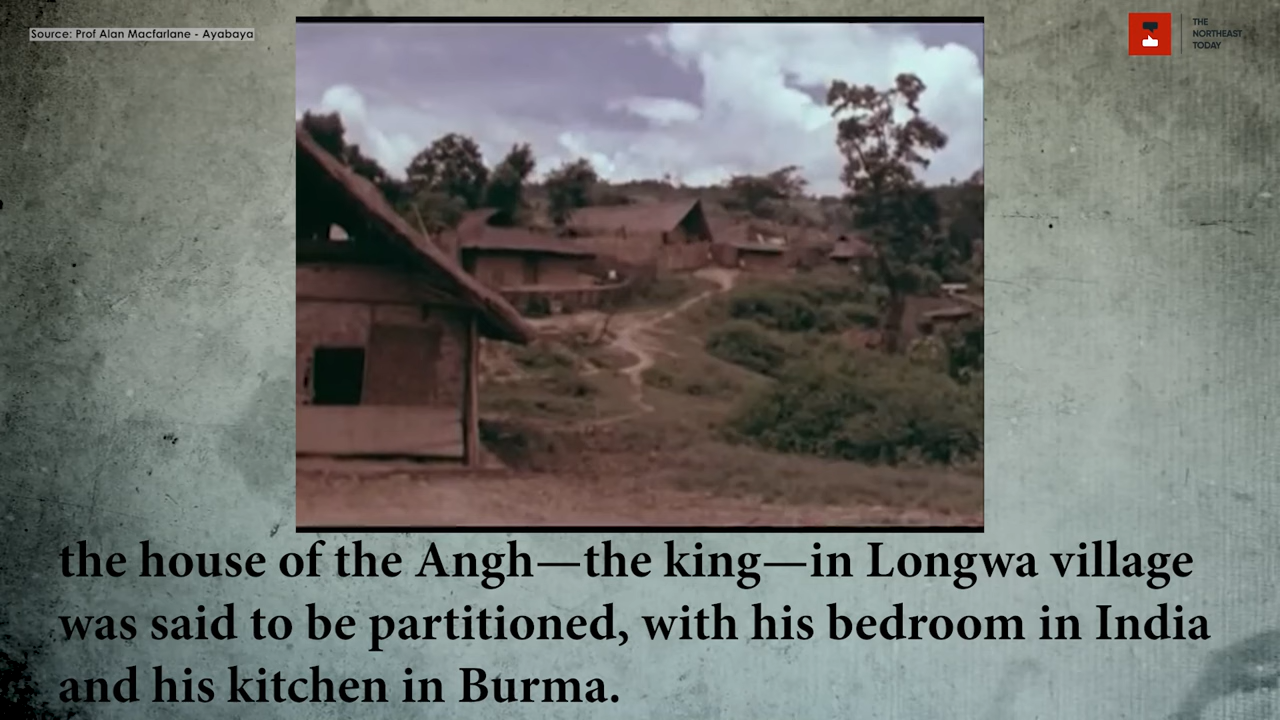 Source: Prof Alan Macfarlane - Ayabaya
THE
NORTHEAST
TODAY
the house of the Angh—the king—in Longwa village
was said to be partitioned, with his bedroom in India
and his kitchen in Burma.